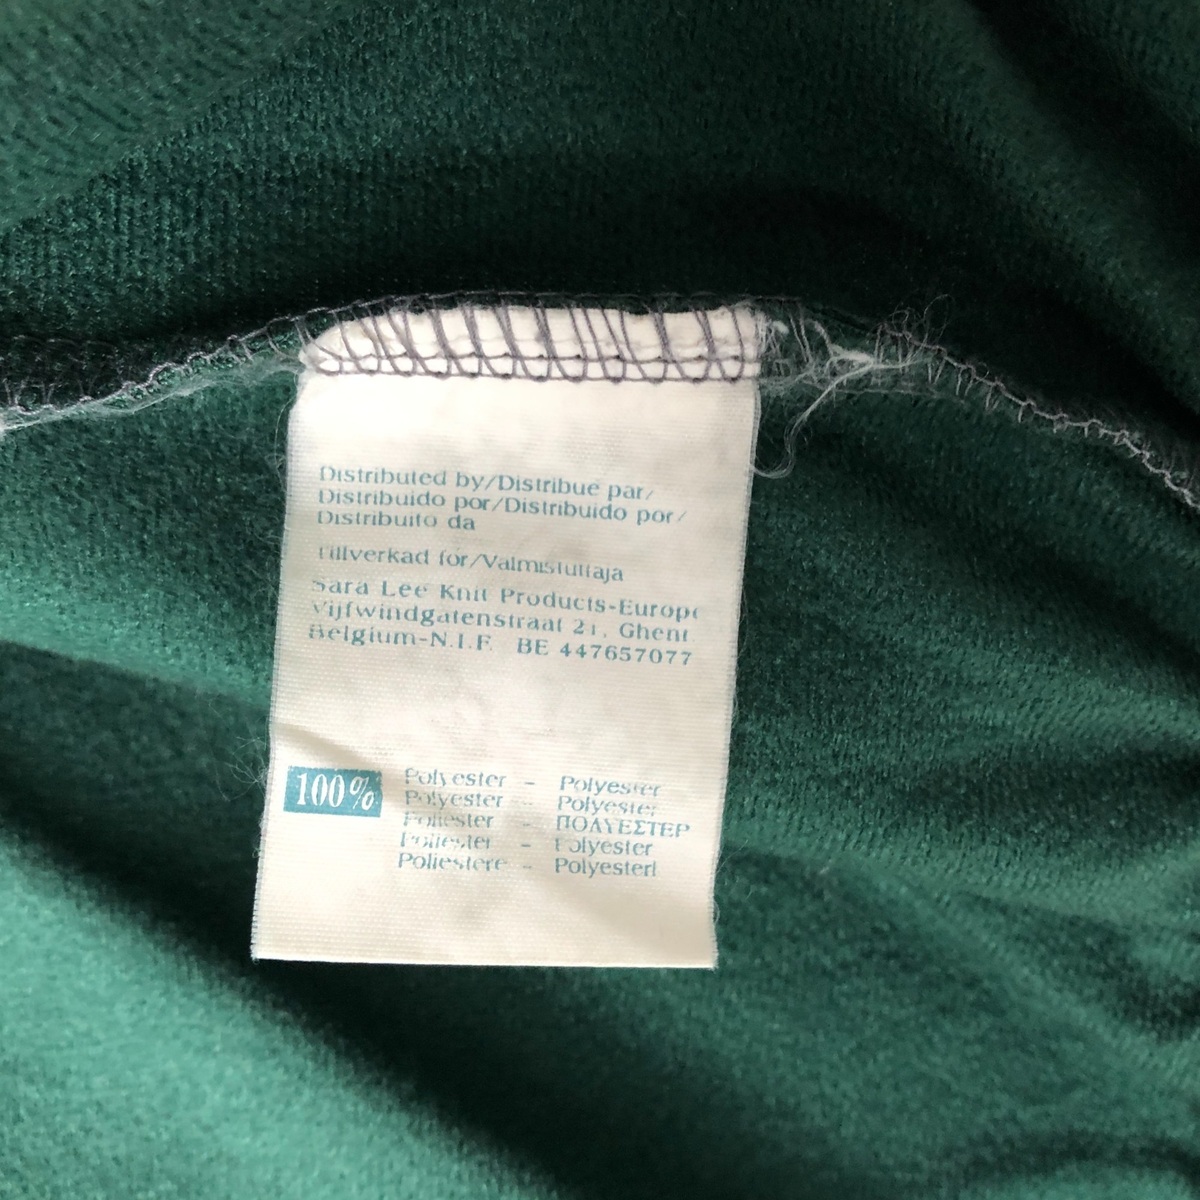 Distributed by/Distribue par/
Distribuido por/Distribuido por/
Distribuito da
Tillverkad for/Valmistuttaja
Sara Lee Knit Products-Europe
Vijfwindgatenstraat 21, Ghent.
Belgium-N.I.F. BE 447657077
100% Polyester - Polyester
Polyester - Polyester
Poliester - ΠΟΛΥΕΣΤΕΡ
Poliester - Polyester
Poliestere - Polyesteri